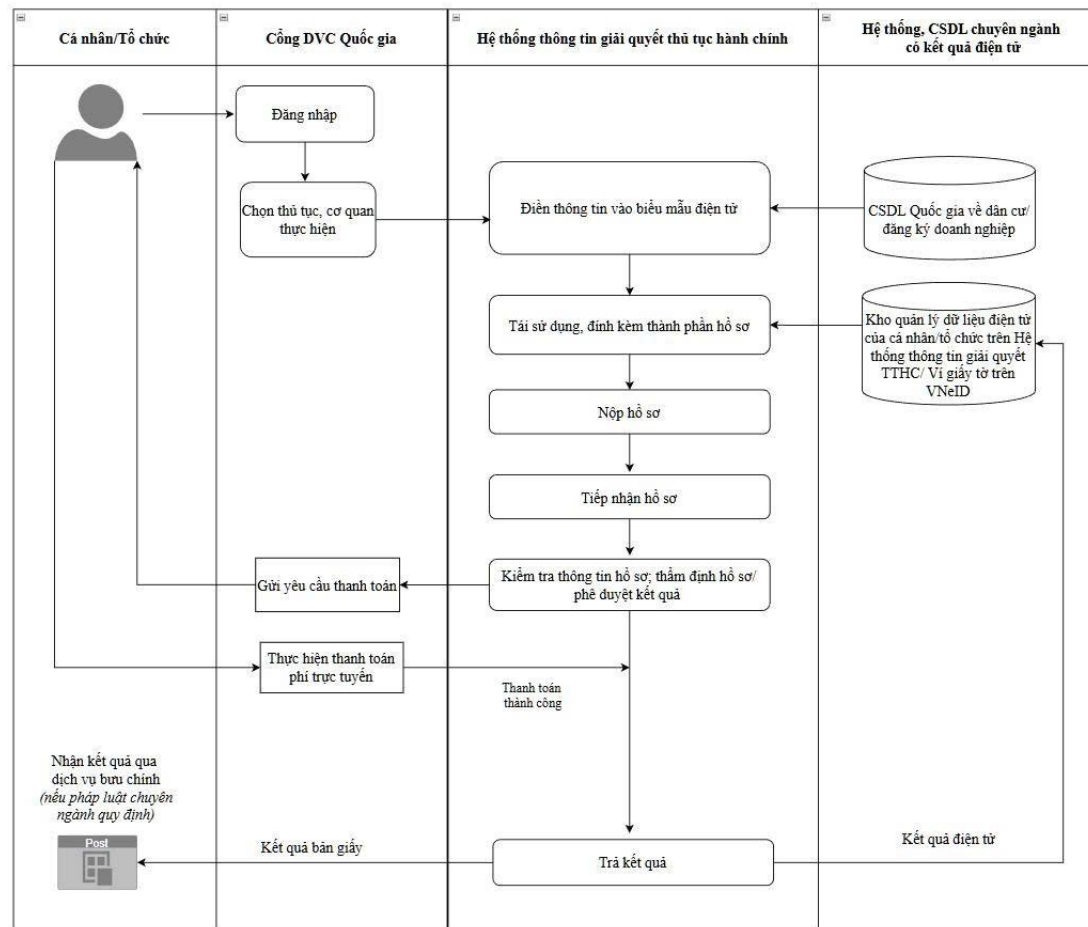 Cá nhân/Tổ chức
Cổng DVC Quốc gia
Hệ thống thông tin giải quyết thủ tục hành chính
Hệ thống, CSDL chuyên ngành
có kết quả điện tử
Đăng nhập
Chọn thủ tục, cơ quan
thực hiện
Điền thông tin vào biểu mẫu điện tử
CSDL Quốc gia về dân cư/
đăng ký doanh nghiệp
Tái sử dụng, đính kèm thành phần hồ sơ
Kho quản lý dữ liệu điện tử
của cá nhân/tổ chức trên Hệ
thống thông tin giải quyết
TTHC/ Ví giấy tờ trên
VNeID
Nộp hồ sơ
Tiếp nhận hồ sơ
Kiểm tra thông tin hồ sơ; thẩm định hồ sơ/
phê duyệt kết quả
Gửi yêu cầu thanh toán
Thực hiện thanh toán
phí trực tuyến
Thanh toán
thành công
Nhận kết quả qua
dịch vụ bưu chính
(nếu pháp luật chuyên
ngành quy định)
Post
Kết quả bản giấy
Trả kết quả
Kết quả điện tử